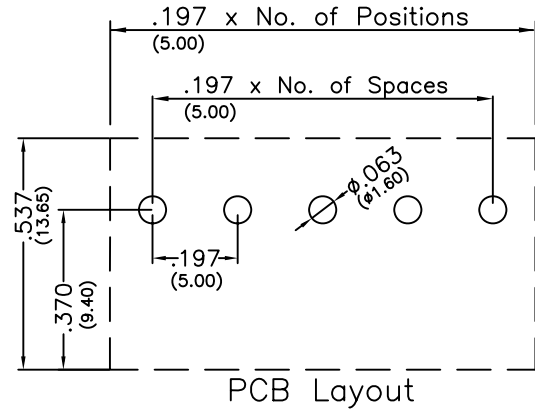 .197 x No. of Positions
(5.00)
.197 x No. of Spaces
(5.00)
ø.063
(ø1.60)
.537
(13.65)
.197
(5.00)
.370
(9.40)
PCB Layout